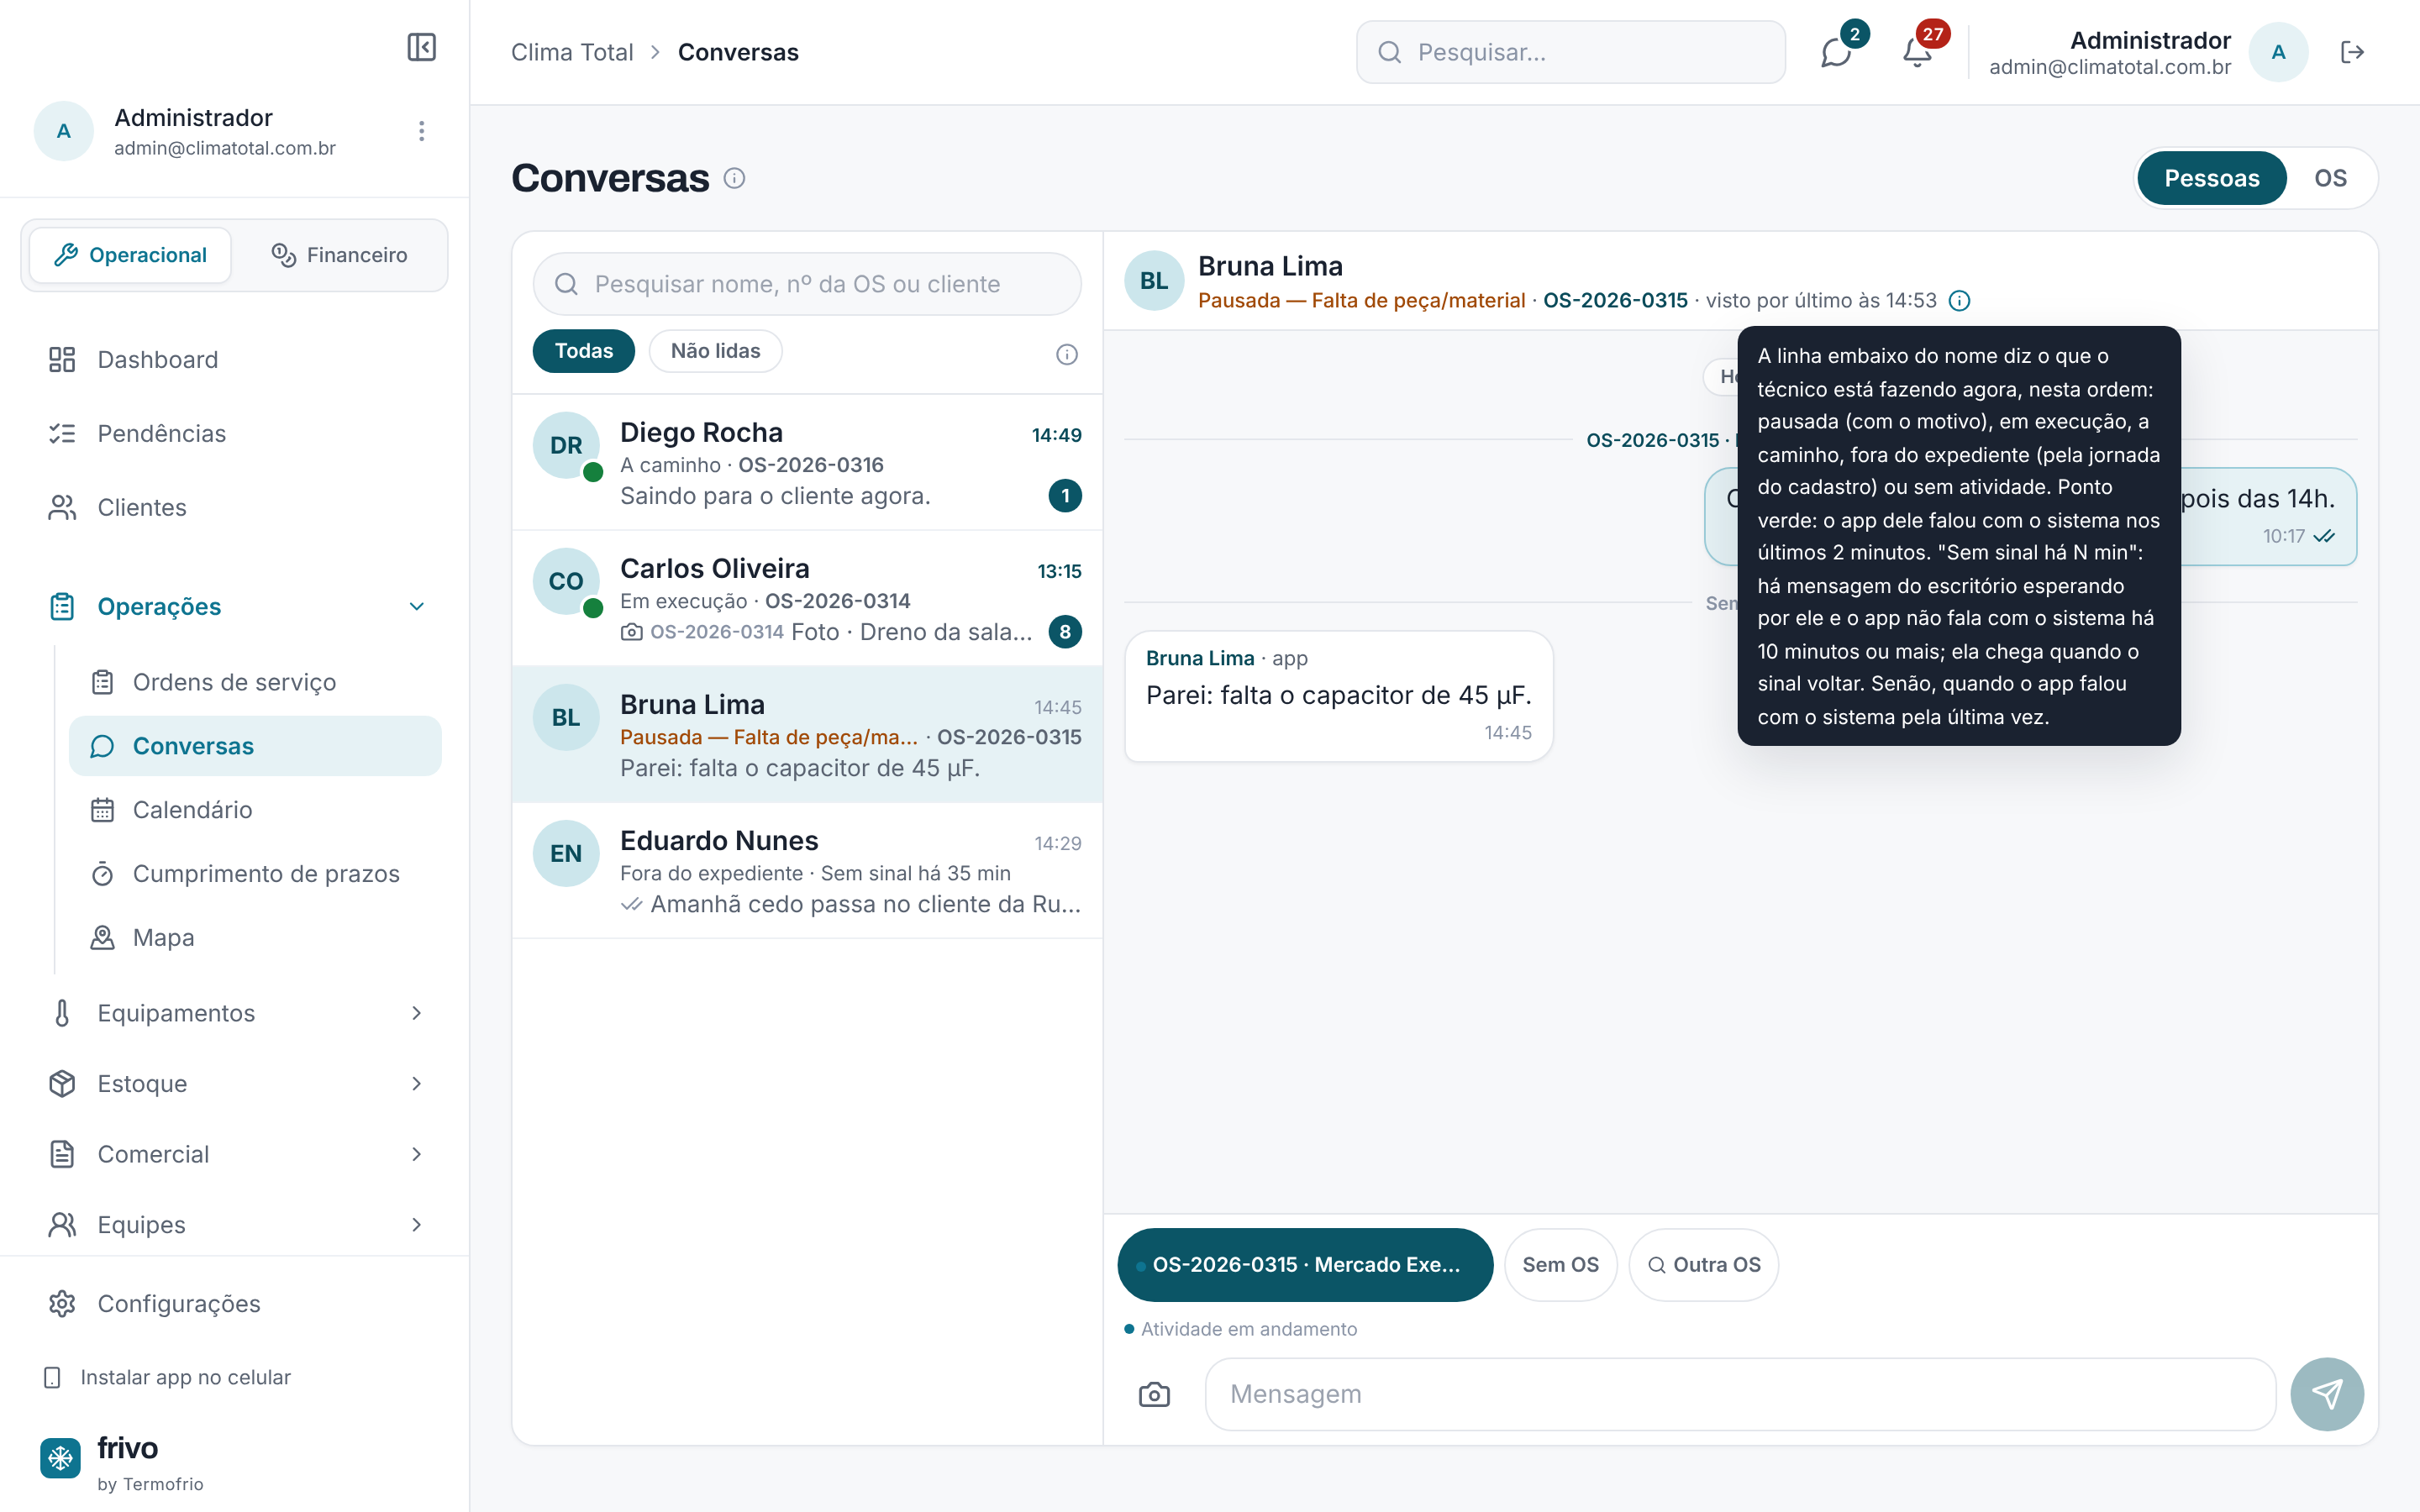 Clima Total
Conversas
Pesquisar...
2
27
Administrador
admin@climatotal.com.br
A
A
Administrador
admin@climatotal.com.br
Operacional
Financeiro
Dashboard
Pendências
Clientes
Operações
Ordens de serviço
Conversas
Calendário
Cumprimento de prazos
Mapa
Equipamentos
Estoque
Comercial
Equipes
Configurações
Instalar app no celular
frivo
by Termofrio
Conversas
Pessoas
OS
Pesquisar nome, nº da OS ou cliente
Todas
Não lidas
DR
Diego Rocha
14:49
A caminho · OS-2026-0316
Saindo para o cliente agora.
1
CO
Carlos Oliveira
13:15
Em execução · OS-2026-0314
OS-2026-0314 Foto · Dreno da sala...
8
BL
Bruna Lima
14:45
Pausada — Falta de peça/ma... · OS-2026-0315
Parei: falta o capacitor de 45 µF.
EN
Eduardo Nunes
14:29
Fora do expediente · Sem sinal há 35 min
Amanhã cedo passa no cliente da Ru...
BL
Bruna Lima
Pausada — Falta de peça/material · OS-2026-0315 · visto por último às 14:53
A linha embaixo do nome diz o que o
técnico está fazendo agora, nesta ordem:
pausada (com o motivo), em execução, a
caminho, fora do expediente (pela jornada
do cadastro) ou sem atividade. Ponto
verde: o app dele falou com o sistema nos
últimos 2 minutos. "Sem sinal há N min":
há mensagem do escritório esperando
por ele e o app não fala com o sistema há
10 minutos ou mais; ela chega quando o
sinal voltar. Senão, quando o app falou
com o sistema pela última vez.
OS-2026-0315 ·
das 14h.
10:17
Bruna Lima · app
Parei: falta o capacitor de 45 µF.
14:45
OS-2026-0315 · Mercado Exe...
Sem OS
Outra OS
Atividade em andamento
Mensagem